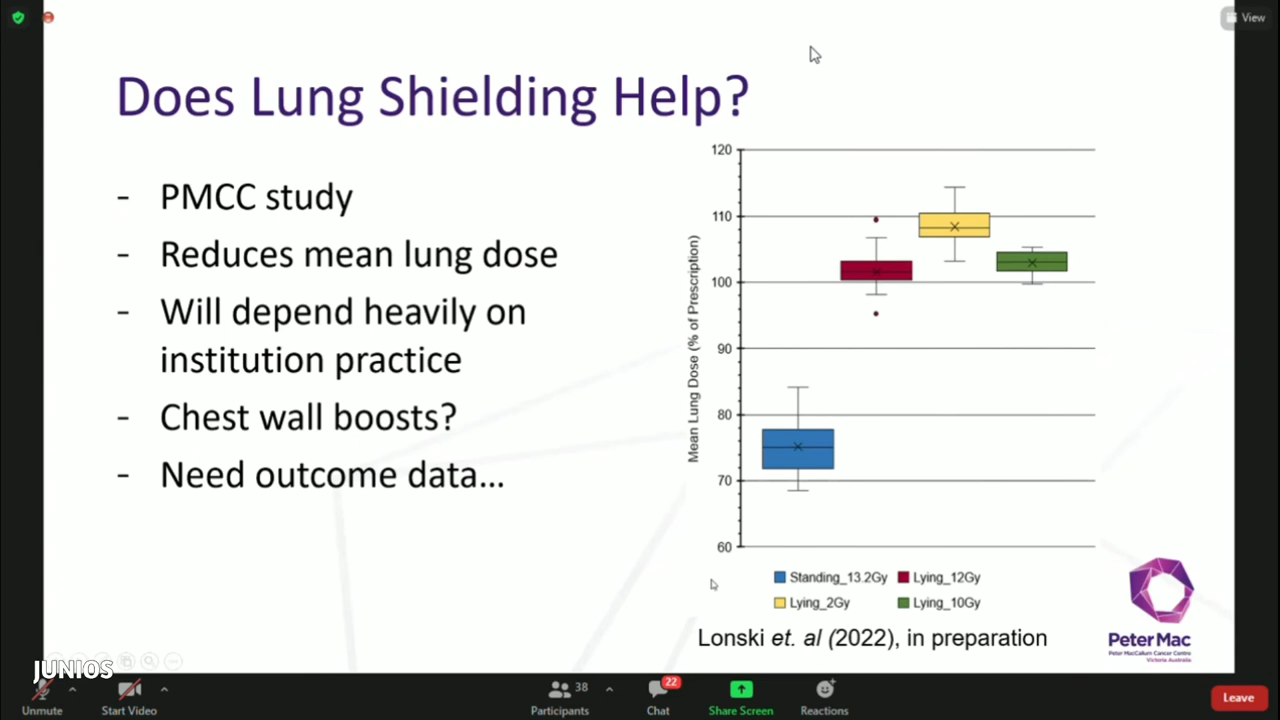 View
Does Lung Shielding Help?
- PMCC study
- Reduces mean lung dose
- Will depend heavily on
institution practice
- Chest wall boosts?
- Need outcome data...
Mean Lung Dose (% of Prescription)
120
110
100
90
80
70
60
Standing_13.2Gy
Lying_12Gy
Lying_2Gy
Lying_10Gy
Lonski et. al (2022), in preparation
Peter Mac
Peter MacCallum Cancer Centre
Victoria Australia
JUNIOS
Unmute
Start Video
38
Participants
22
Chat
Share Screen
Reactions
Leave